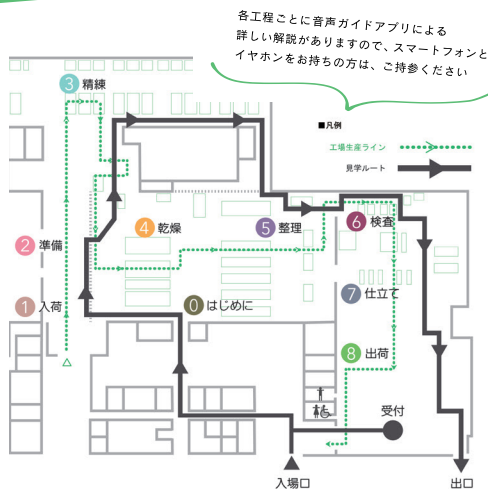 各工程ごとに音声ガイドアプリによる
詳しい解説がありますので、スマートフォンと
イヤホンをお持ちの方は、ご持参ください
■凡例
工場生産ライン
見学ルート
3 精練
4 乾燥
5 整理
6 検査
2 準備
1 入荷
0 はじめに
7 仕立て
8 出荷
受付
入場口
出口